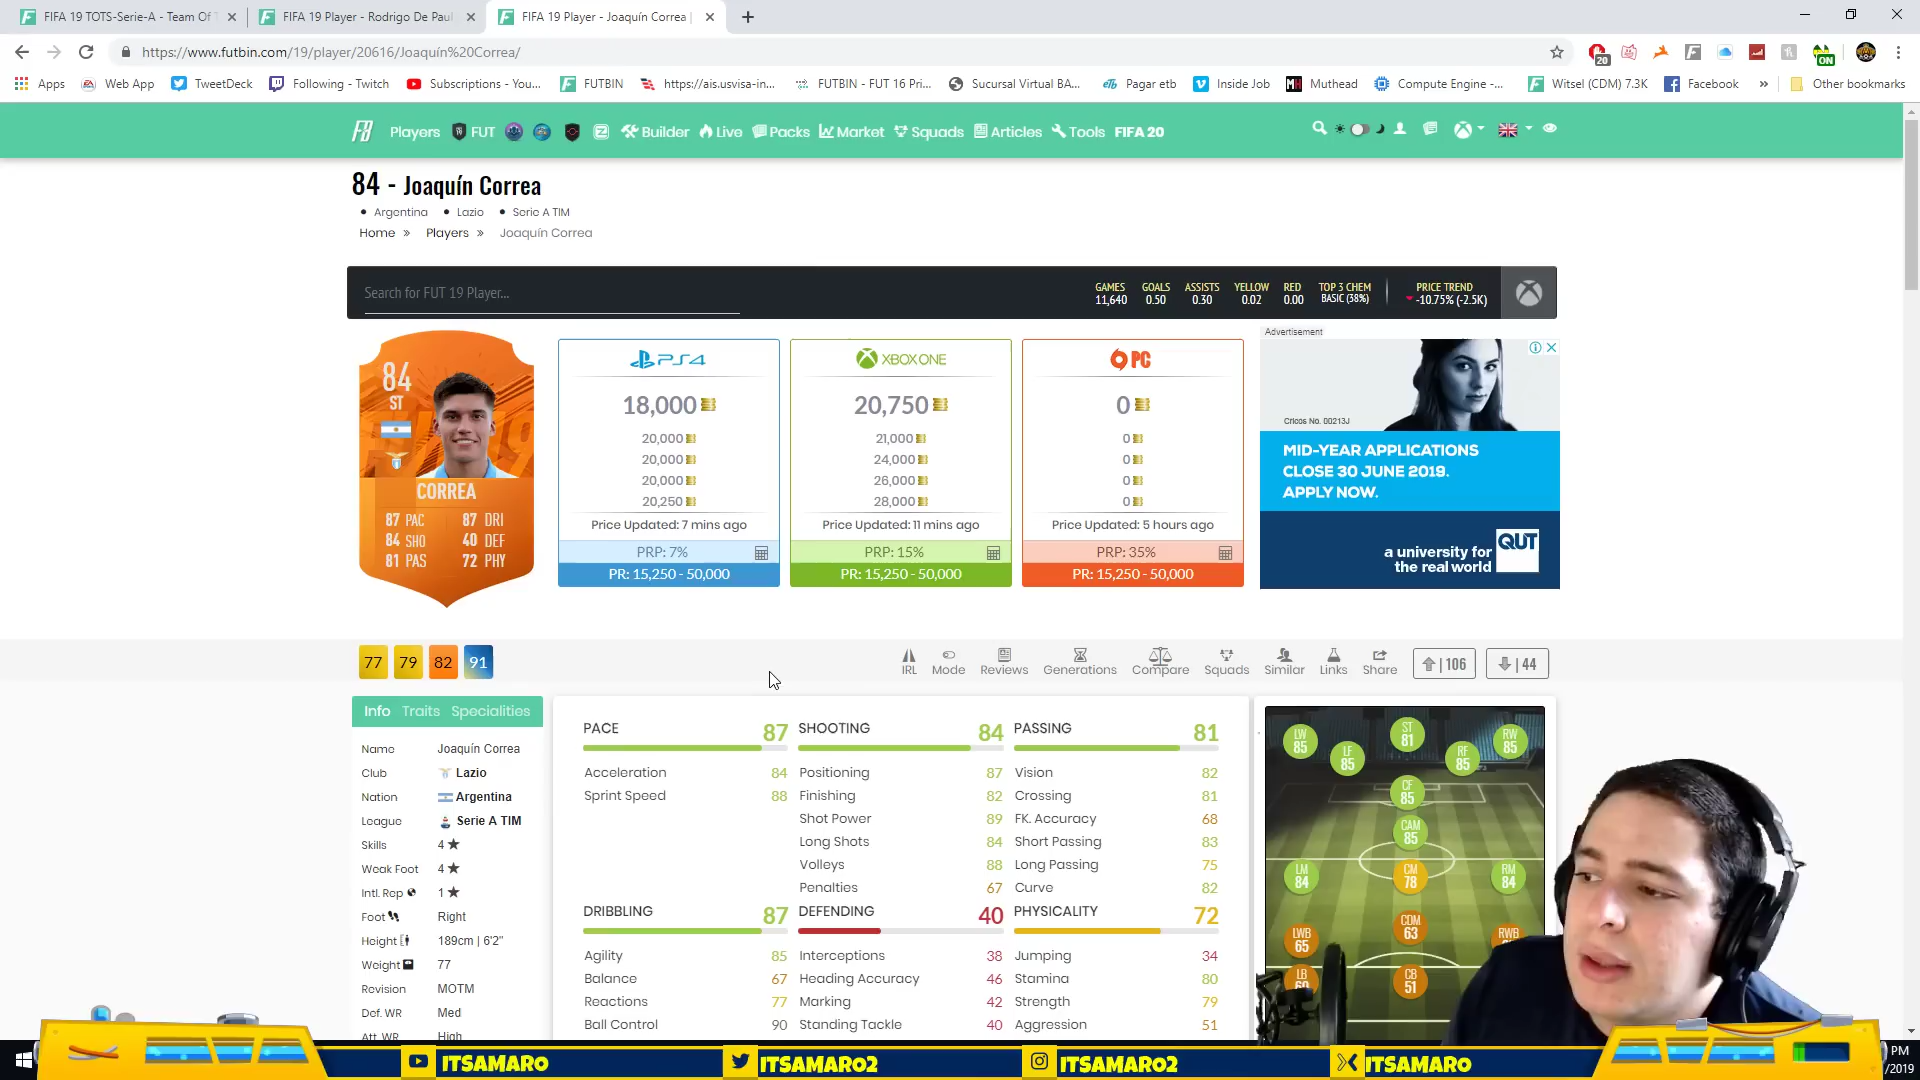 FIFA 19 TOTS-Serie-A - Team Of T
FIFA 19 Player - Rodrigo De Paul
FIFA 19 Player - Joaquín Correa |
https://www.futbin.com/19/player/20616/Joaquín%20Correa/
20
ON
Apps
Web App
TweetDeck
Following - Twitch
Subscriptions - You...
FUTBIN
https://ais.usvisa-in...
FUTBIN - FUT 16 Pri...
Sucursal Virtual BA...
etb Pagar etb
Inside Job
MH Muthead
Compute Engine -...
Witsel (CDM) 7.3K
Facebook
»
Other bookmarks
FB Players FUT Builder Live Packs Market Squads Articles Tools FIFA 20
84 - Joaquín Correa
• Argentina • Lazio • Serie A TIM
Home » Players » Joaquín Correa
Search for FUT 19 Player...
GAMES GOALS ASSISTS YELLOW RED TOP 3 CHEM PRICE TREND
11,640 0.50 0.30 0.02 0.00 BASIC (38%) -10.75% (-2.5K)
84
ST
CORREA
87 PAC 87 DRI
84 SHO 40 DEF
81 PAS 72 PHY
PS4
18,000
20,000
20,000
20,000
20,250
Price Updated: 7 mins ago
PRP: 7%
PR: 15,250 - 50,000
XBOX ONE
20,750
21,000
24,000
26,000
28,000
Price Updated: 11 mins ago
PRP: 15%
PR: 15,250 - 50,000
PC
0
0
0
0
0
Price Updated: 5 hours ago
PRP: 35%
PR: 15,250 - 50,000
Advertisement
Cricos No. 00213J
MID-YEAR APPLICATIONS
CLOSE 30 JUNE 2019.
APPLY NOW.
a university for
the real world
QUT
77 79 82 91
IRL Mode Reviews Generations Compare Squads Similar Links Share | 106 | 44
Info Traits Specialities
Name Joaquín Correa
Club Lazio
Nation Argentina
League Serie A TIM
Skills 4 ★
Weak Foot 4 ★
Intl. Rep 1 ★
Foot Right
Height 189cm | 6'2"
Weight 77
Revision MOTM
Def. WR Med
Att. WR High
PACE 87
Acceleration 84
Sprint Speed 88
SHOOTING 84
Positioning 87
Finishing 82
Shot Power 89
Long Shots 84
Volleys 88
Penalties 67
PASSING 81
Vision 82
Crossing 81
FK. Accuracy 68
Short Passing 83
Long Passing 75
Curve 82
DRIBBLING 87
Agility 85
Balance 67
Reactions 77
Ball Control 90
DEFENDING 40
Interceptions 38
Heading Accuracy 46
Marking 42
Standing Tackle 40
PHYSICALITY 72
Jumping 34
Stamina 80
Strength 79
Aggression 51
LW 85
LF 85
ST 81
RF 85
RW 85
CF 85
CAM 85
LM 84
CM 78
RM 84
LWB 65
CDM 63
RWB
LB
CB 51
ITSAMARO
ITSAMARO2
ITSAMARO2
ITSAMARO
PM
/2019